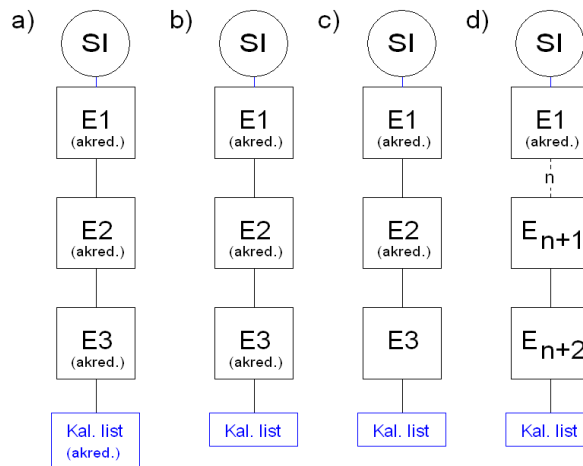 a) b) c) d)
SI SI SI SI
E1 E1 E1 E1
(akred.) (akred.) (akred.) (akred.)
n
E2 E2 E2 En+1
(akred.) (akred.) (akred.)
E3 E3 E3 En+2
(akred.) (akred.)
Kal. list Kal. list Kal. list Kal. list
(akred.)